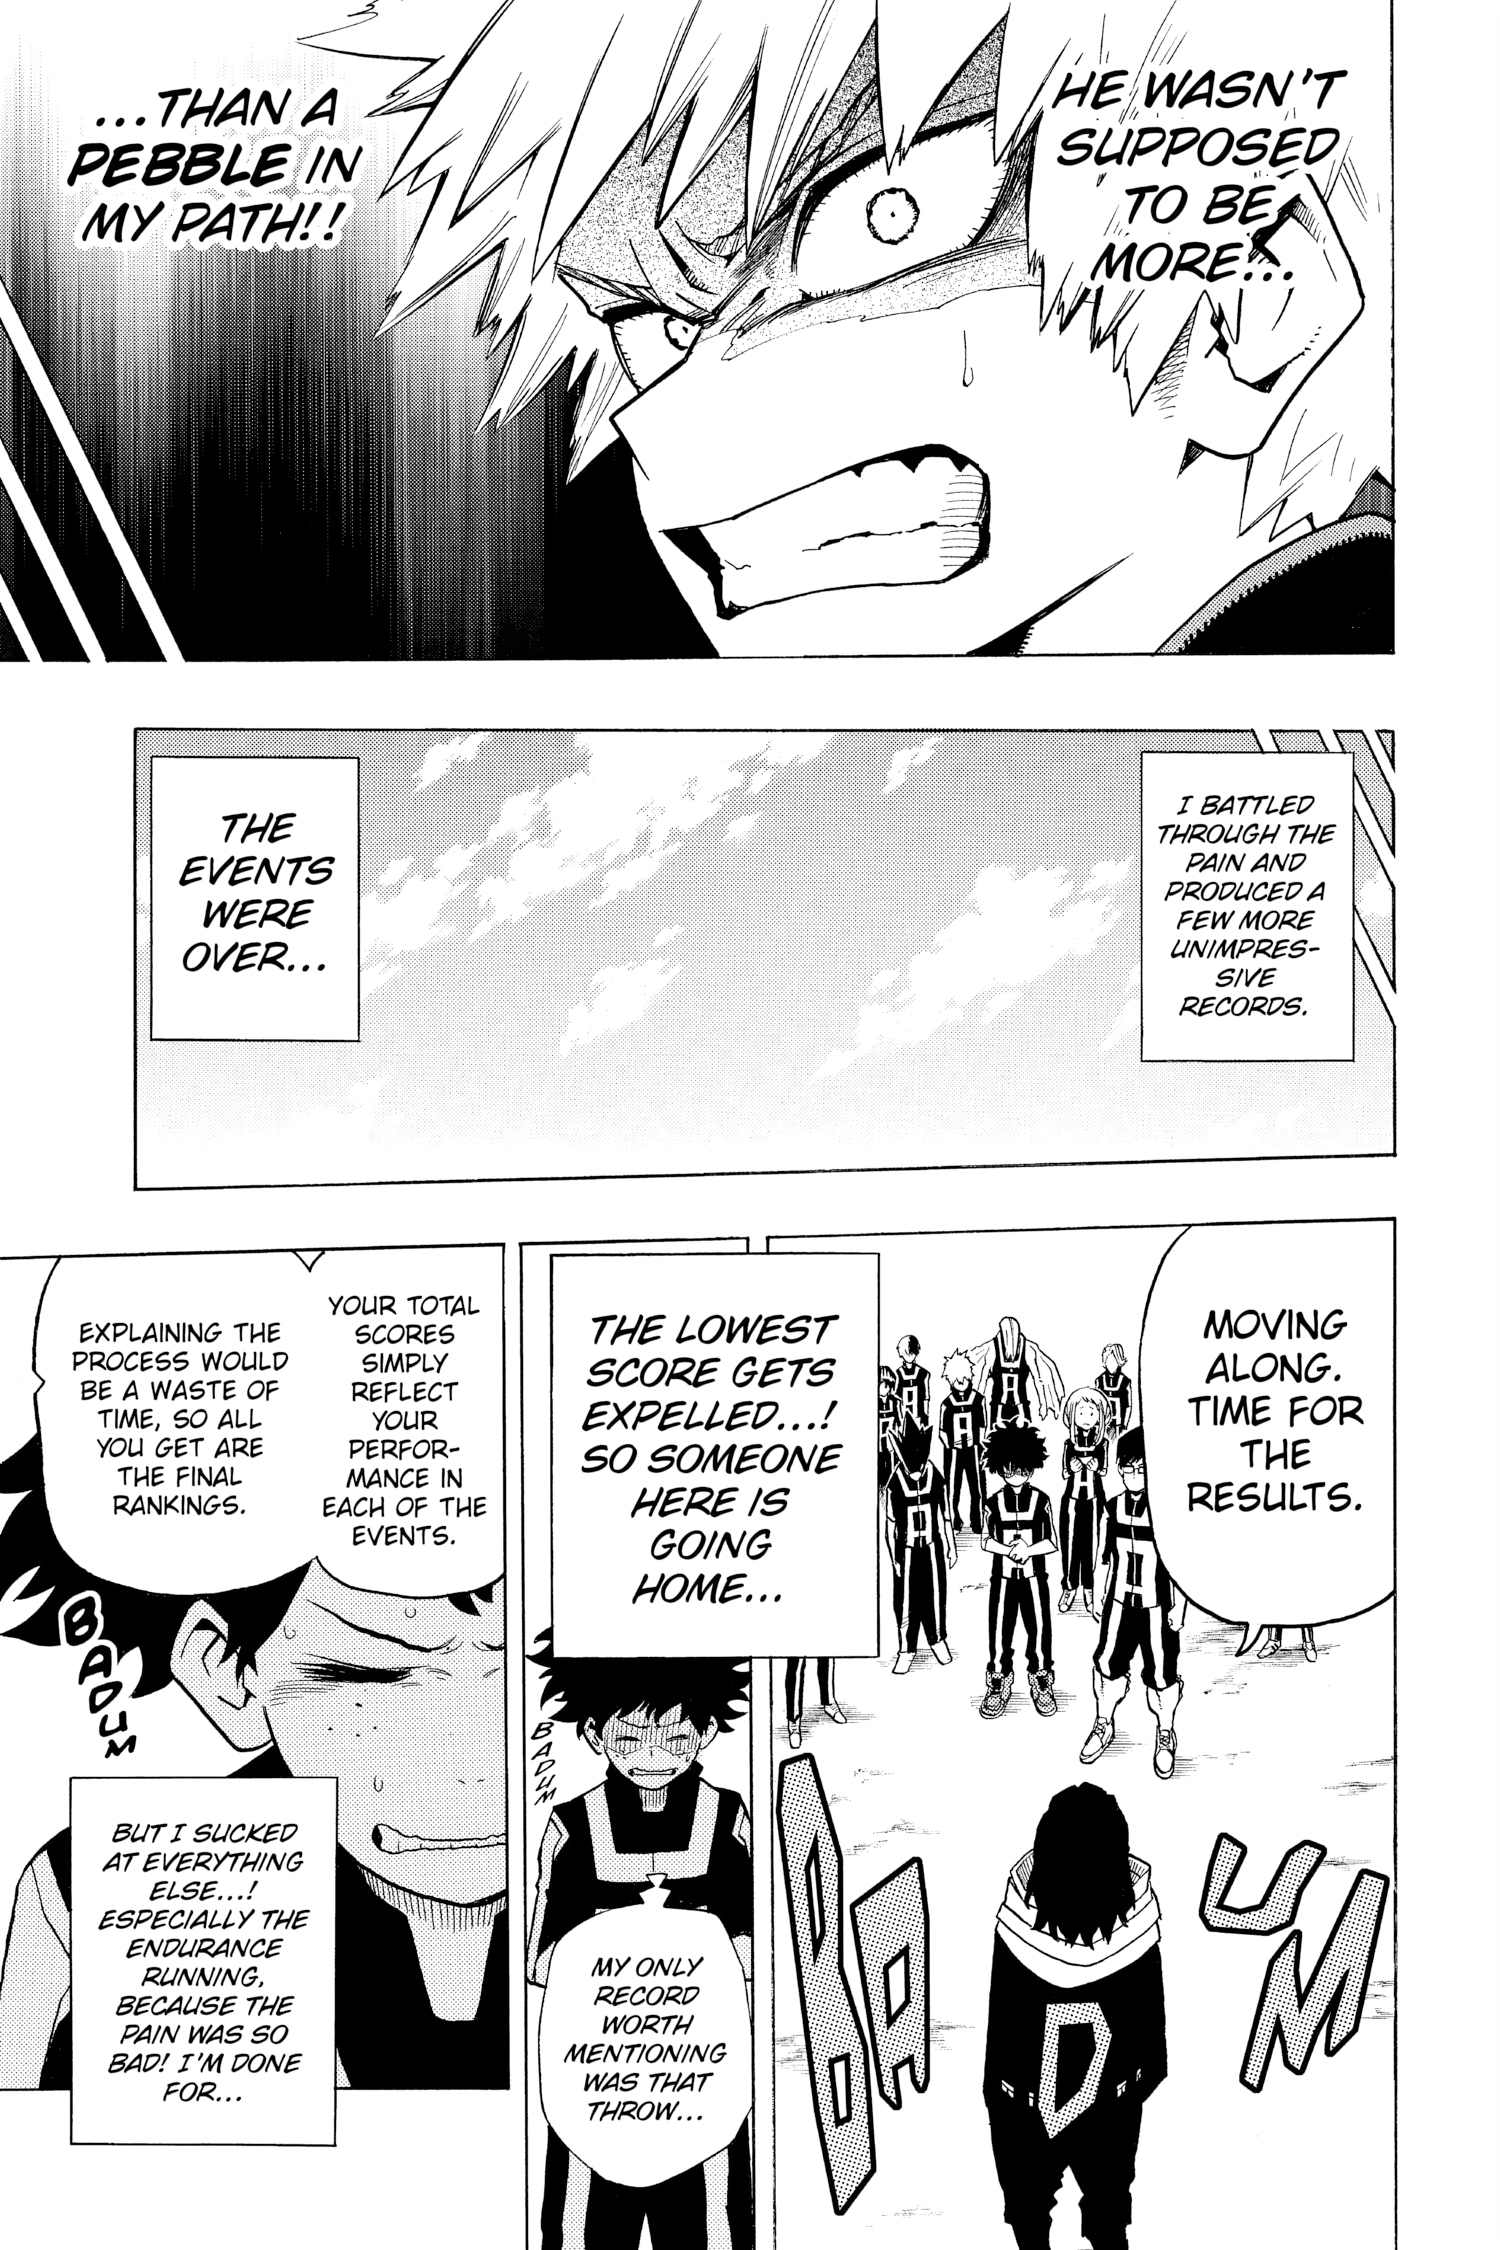 HE WASN'T
SUPPOSED
TO BE
MORE...
...THAN A
PEBBLE IN
MY PATH!!
I BATTLED
THROUGH THE
PAIN AND
PRODUCED A
FEW MORE
UNIMPRES-
SIVE
RECORDS.
THE
EVENTS
WERE
OVER...
MOVING
ALONG.
TIME FOR
THE
RESULTS.
BA
DUM
THE LOWEST
SCORE GETS
EXPELLED...!
SO SOMEONE
HERE IS
GOING
HOME...
BADUM
MY ONLY
RECORD
WORTH
MENTIONING
WAS THAT
THROW...
YOUR TOTAL
SCORES
SIMPLY
REFLECT
YOUR
PERFOR-
MANCE IN
EACH OF THE
EVENTS.
EXPLAINING THE
PROCESS WOULD
BE A WASTE OF
TIME, SO ALL
YOU GET ARE
THE FINAL
RANKINGS.
BADUM
BUT I SUCKED
AT EVERYTHING
ELSE...!
ESPECIALLY THE
ENDURANCE
RUNNING,
BECAUSE THE
PAIN WAS SO
BAD! I'M DONE
FOR...